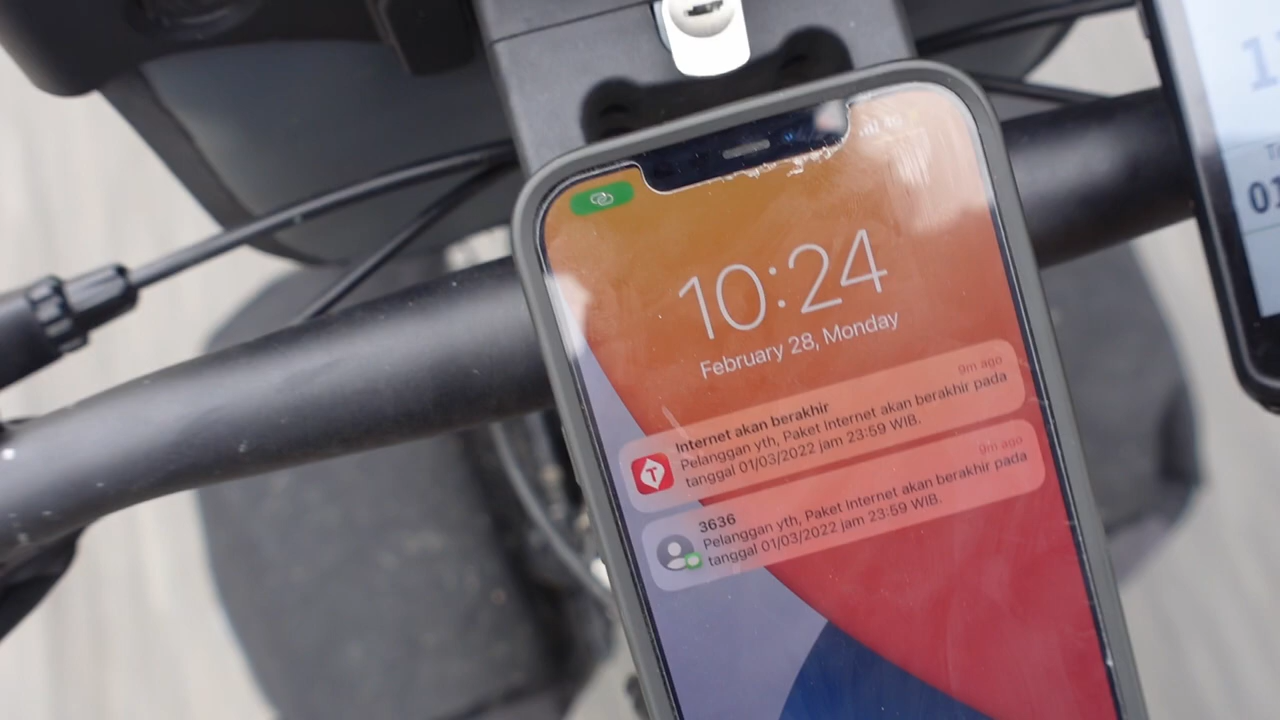 4G
10:24
February 28, Monday
Internet akan berakhir
9m ago
Pelanggan yth, Paket Internet akan berakhir pada
tanggal 01/03/2022 jam 23:59 WIB.
3636
9m ago
Pelanggan yth, Paket Internet akan berakhir pada
tanggal 01/03/2022 jam 23:59 WIB.
01